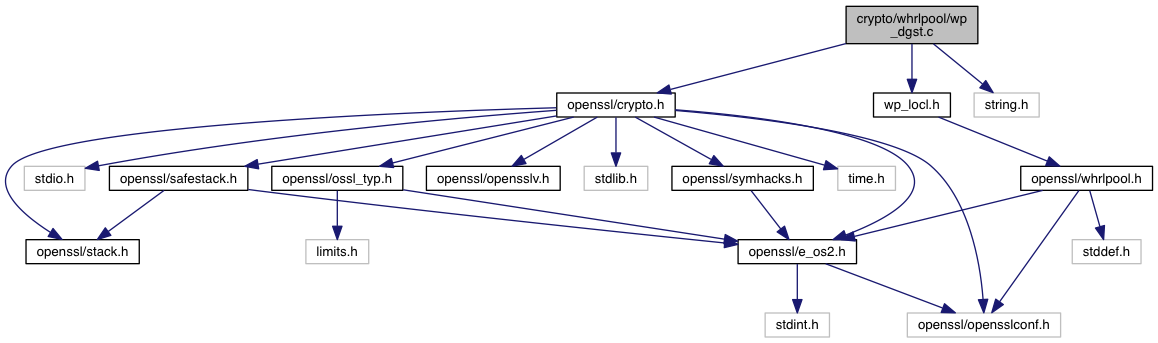 crypto/whrlpool/wp
_dgst.c
openssl/crypto.h
wp_locl.h
string.h
stdio.h
openssl/safestack.h
openssl/ossl_typ.h
openssl/opensslv.h
stdlib.h
openssl/symhacks.h
time.h
openssl/whrlpool.h
openssl/stack.h
limits.h
openssl/e_os2.h
stddef.h
stdint.h
openssl/opensslconf.h